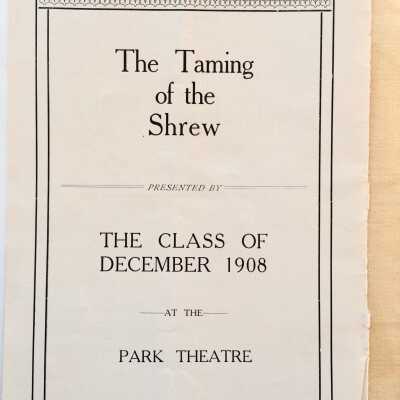 The Taming
of the
Shrew
PRESENTED BY
THE CLASS OF
DECEMBER 1908
AT THE
PARK THEATRE